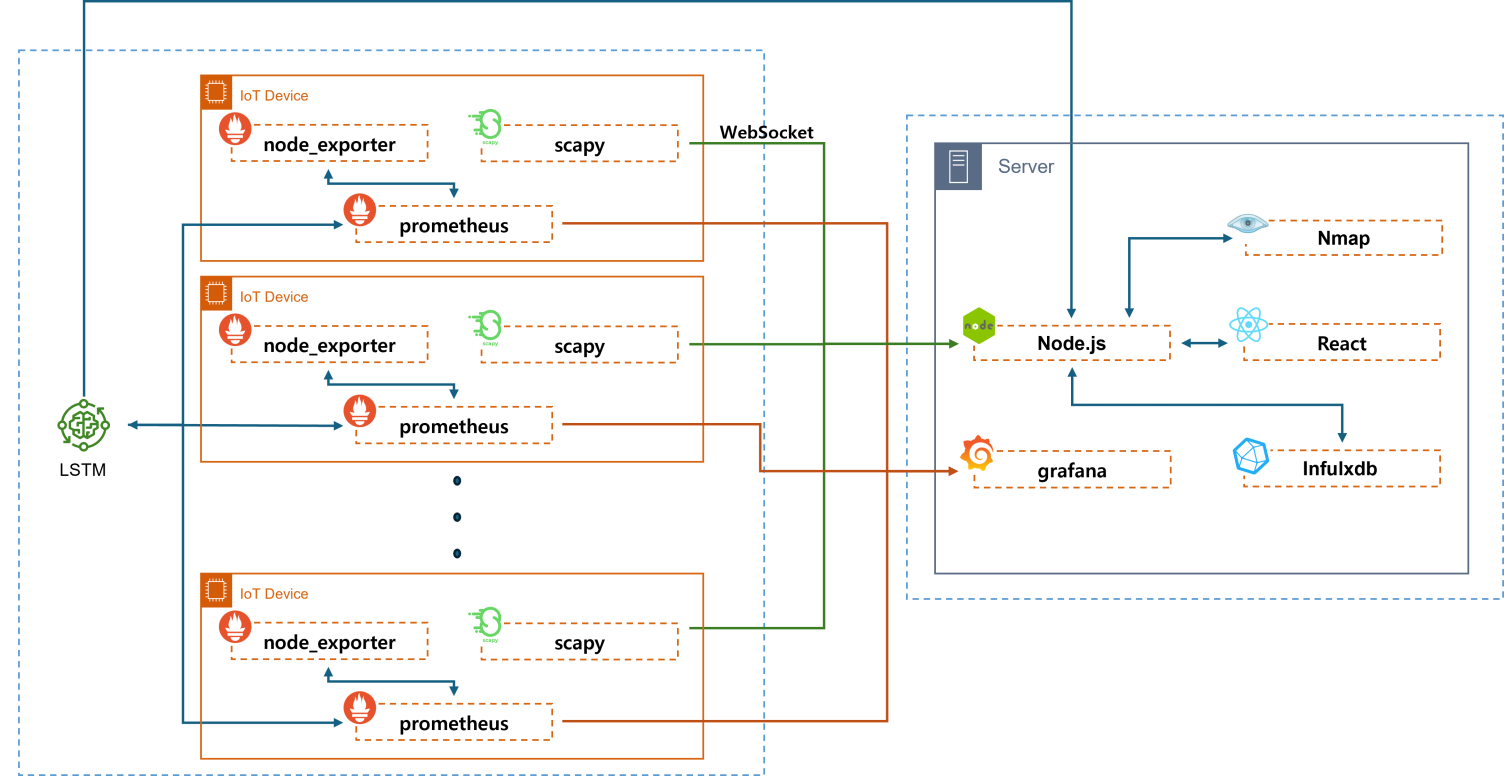 IoT Device
node_exporter
scapy
scapy
WebSocket
prometheus
IoT Device
node_exporter
scapy
scapy
prometheus
LSTM
IoT Device
node_exporter
scapy
scapy
prometheus
Server
Nmap
node
Node.js
React
grafana
Infulxdb